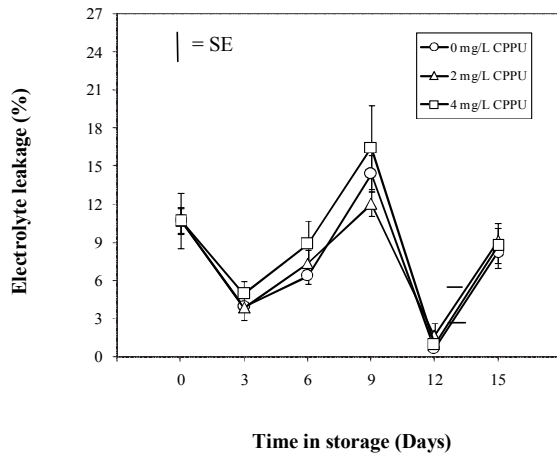 27
24
21
18
15
12
9
6
3
0
Electrolyte leakage (%)
= SE
0 mg/L CPPU
2 mg/L CPPU
4 mg/L CPPU
0 3 6 9 12 15
Time in storage (Days)